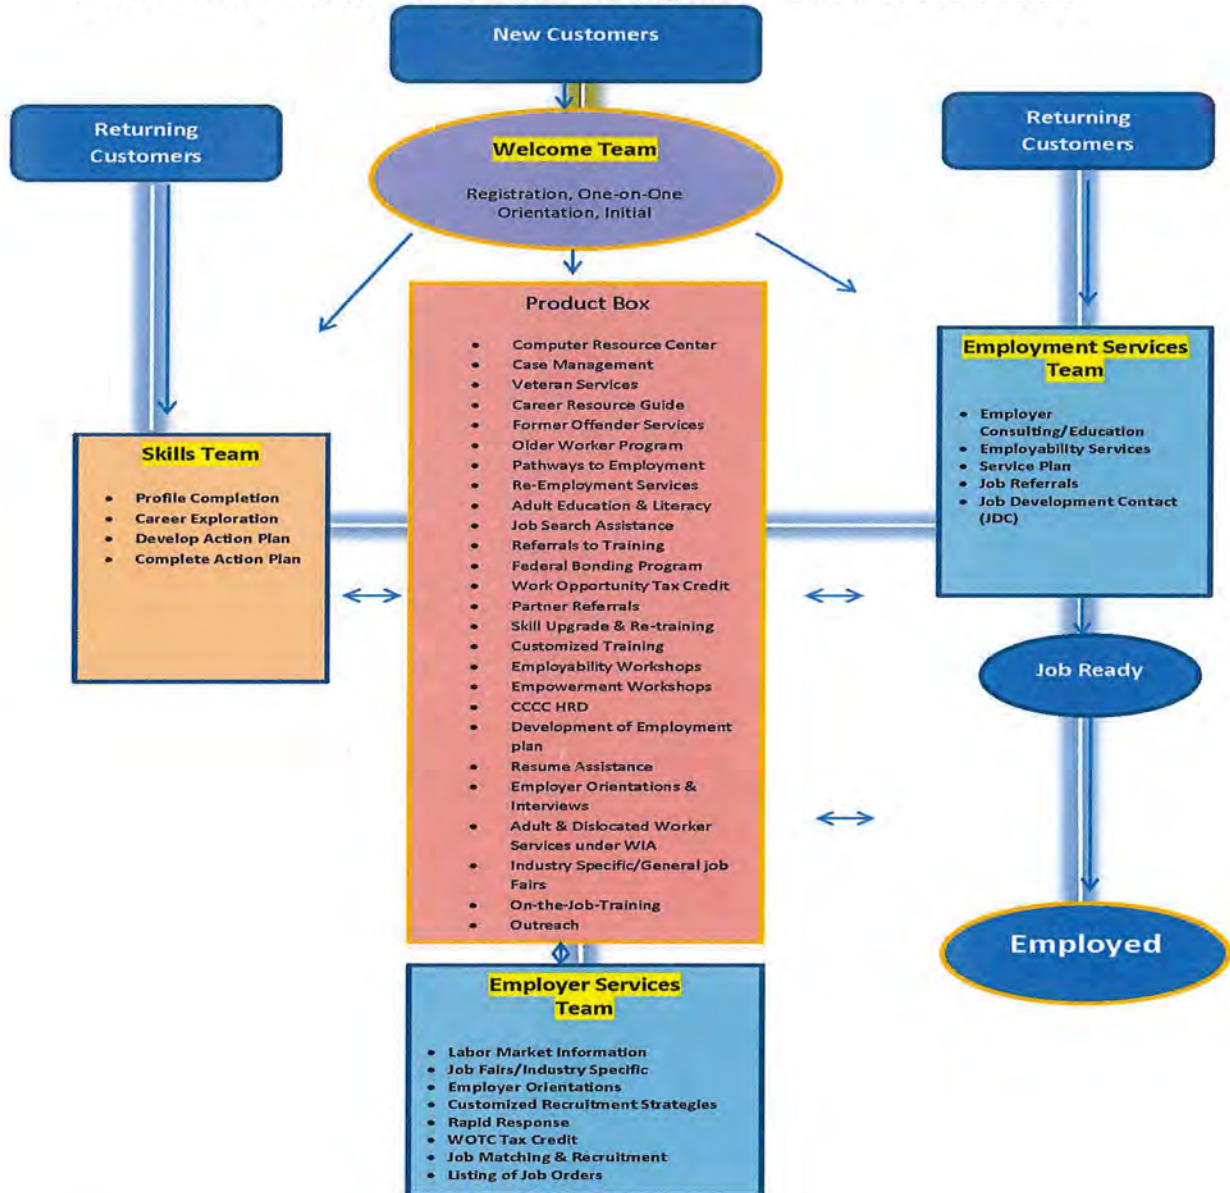 New Customers
Returning
Customers
Returning
Customers
Welcome Team
Registration, One-on-One
Orientation, Initial
Product Box
• Computer Resource Center
• Case Management
• Veteran Services
• Career Resource Guide
• Former Offender Services
• Older Worker Program
• Pathways to Employment
• Re-Employment Services
• Adult Education & Literacy
• Job Search Assistance
• Referrals to Training
• Federal Bonding Program
• Work Opportunity Tax Credit
• Partner Referrals
• Skill Upgrade & Re-training
• Customized Training
• Employability Workshops
• Empowerment Workshops
• CCCC HRD
• Development of Employment
plan
• Resume Assistance
• Employer Orientations &
Interviews
• Adult & Dislocated Worker
Services under WIA
• Industry Specific/General job
Fairs
• On-the-Job-Training
• Outreach
Skills Team
• Profile Completion
• Career Exploration
• Develop Action Plan
• Complete Action Plan
Employment Services
Team
• Employer
Consulting/Education
• Employability Services
• Service Plan
• Job Referrals
• Job Development Contact
(JDC)
Job Ready
Employed
Employer Services
Team
• Labor Market Information
• Job Fairs/Industry Specific
• Employer Orientations
• Customized Recruitment Strategies
• Rapid Response
• WOTC Tax Credit
• Job Matching & Recruitment
• Listing of Job Orders